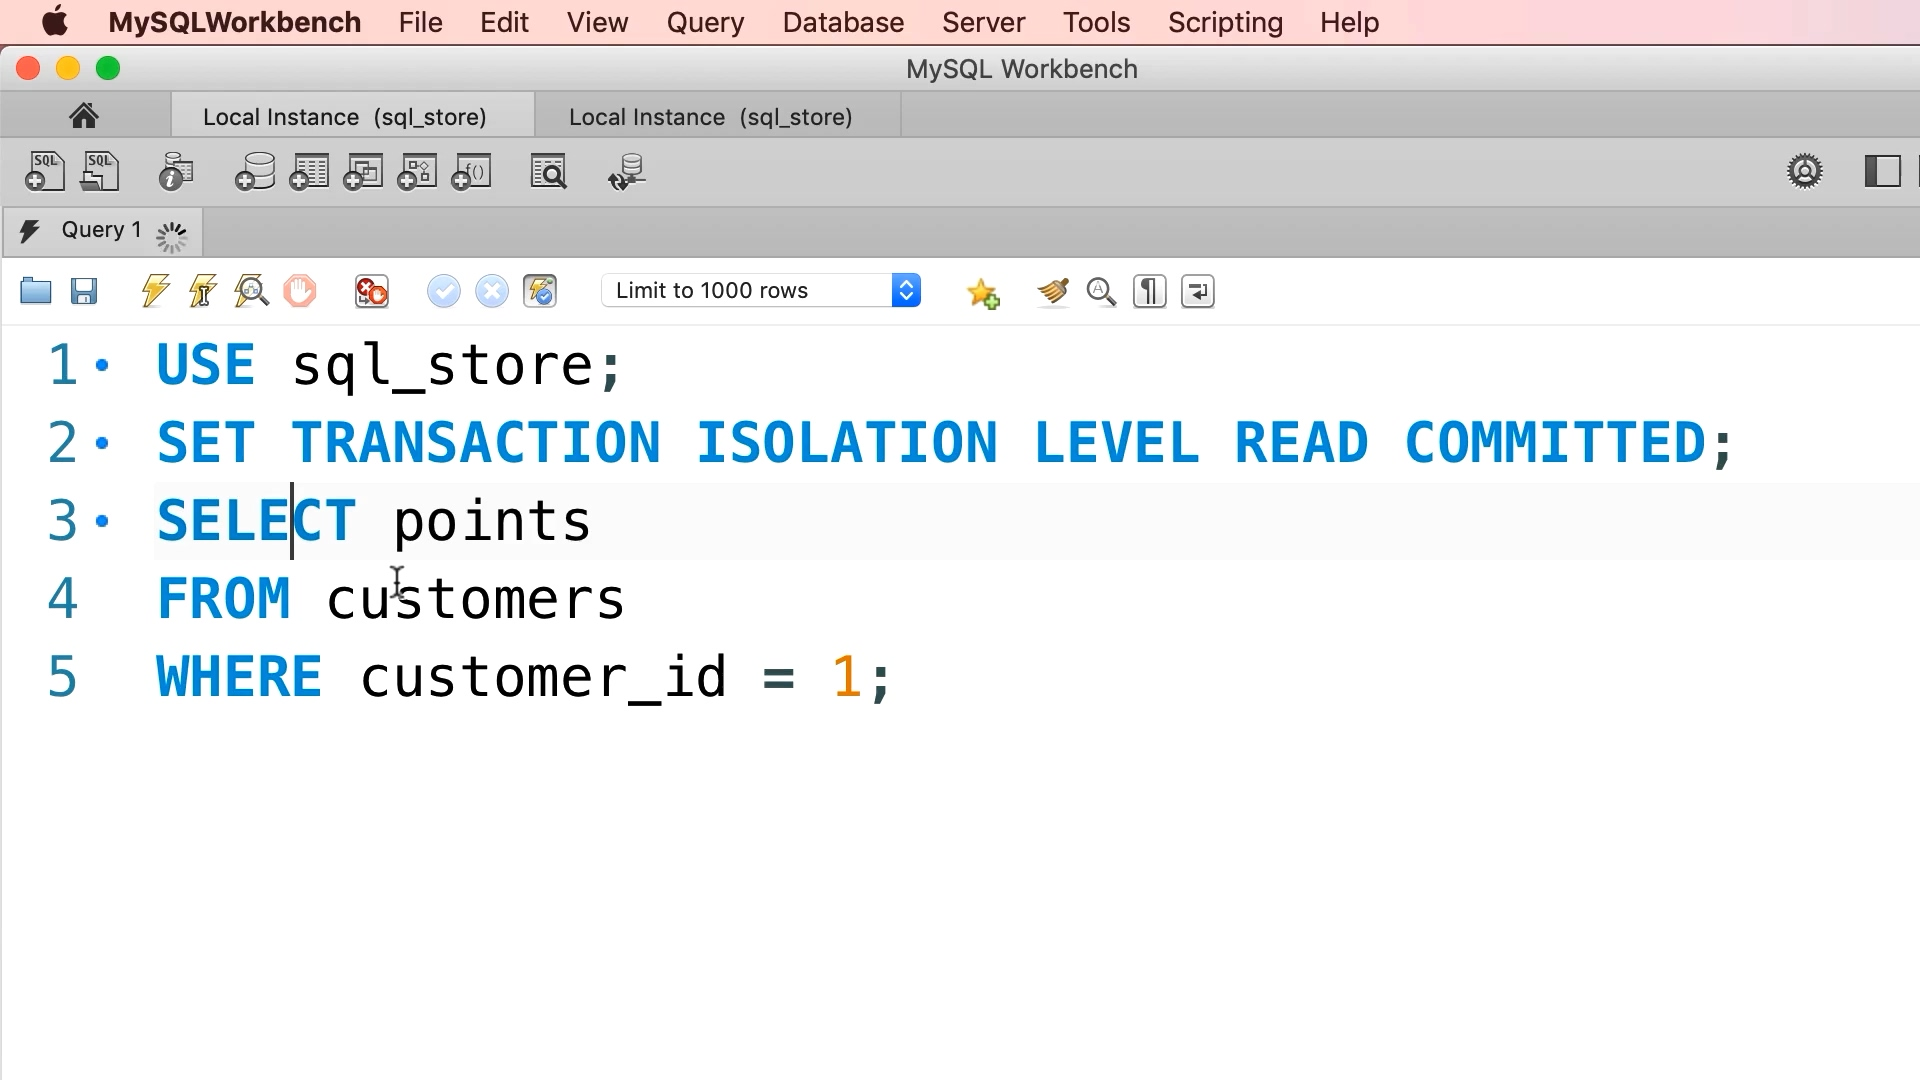 MySQLWorkbench File Edit View Query Database Server Tools Scripting Help
MySQL Workbench
Local Instance (sql_store) Local Instance (sql_store)
SQL SQL
Query 1
Limit to 1000 rows
1 USE sql_store;
2 SET TRANSACTION ISOLATION LEVEL READ COMMITTED;
3 SELECT points
4 FROM customers
5 WHERE customer_id = 1;